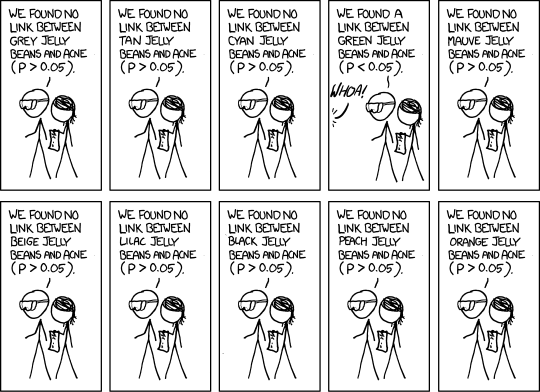 WE FOUND NO
LINK BETWEEN
GREY JELLY
BEANS AND ACNE
(P > 0.05).
WE FOUND NO
LINK BETWEEN
TAN JELLY
BEANS AND ACNE
(P > 0.05).
WE FOUND NO
LINK BETWEEN
CYAN JELLY
BEANS AND ACNE
(P > 0.05).
WE FOUND A
LINK BETWEEN
GREEN JELLY
BEANS AND ACNE
(P < 0.05).
WHOA!
WE FOUND NO
LINK BETWEEN
MAUVE JELLY
BEANS AND ACNE
(P > 0.05).
WE FOUND NO
LINK BETWEEN
BEIGE JELLY
BEANS AND ACNE
(P > 0.05).
WE FOUND NO
LINK BETWEEN
LILAC JELLY
BEANS AND ACNE
(P > 0.05).
WE FOUND NO
LINK BETWEEN
BLACK JELLY
BEANS AND ACNE
(P > 0.05).
WE FOUND NO
LINK BETWEEN
PEACH JELLY
BEANS AND ACNE
(P > 0.05).
WE FOUND NO
LINK BETWEEN
ORANGE JELLY
BEANS AND ACNE
(P > 0.05).